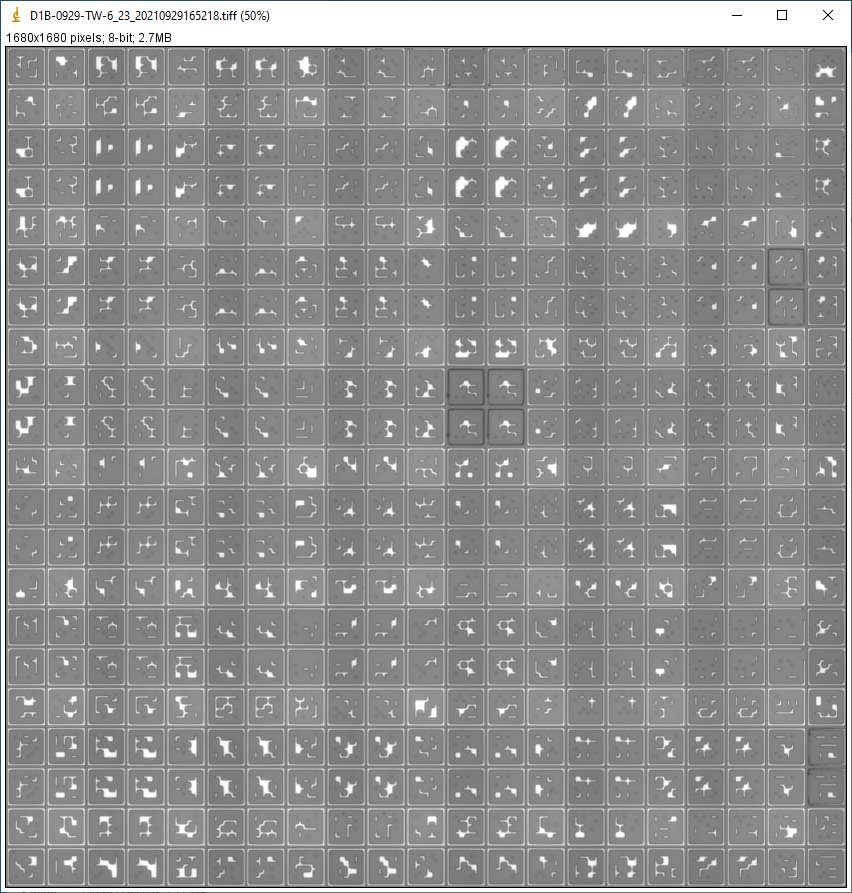 D1B-0929-TW-6_23_20210929165218.tiff (50%)
1680x1680 pixels; 8-bit; 2.7MB